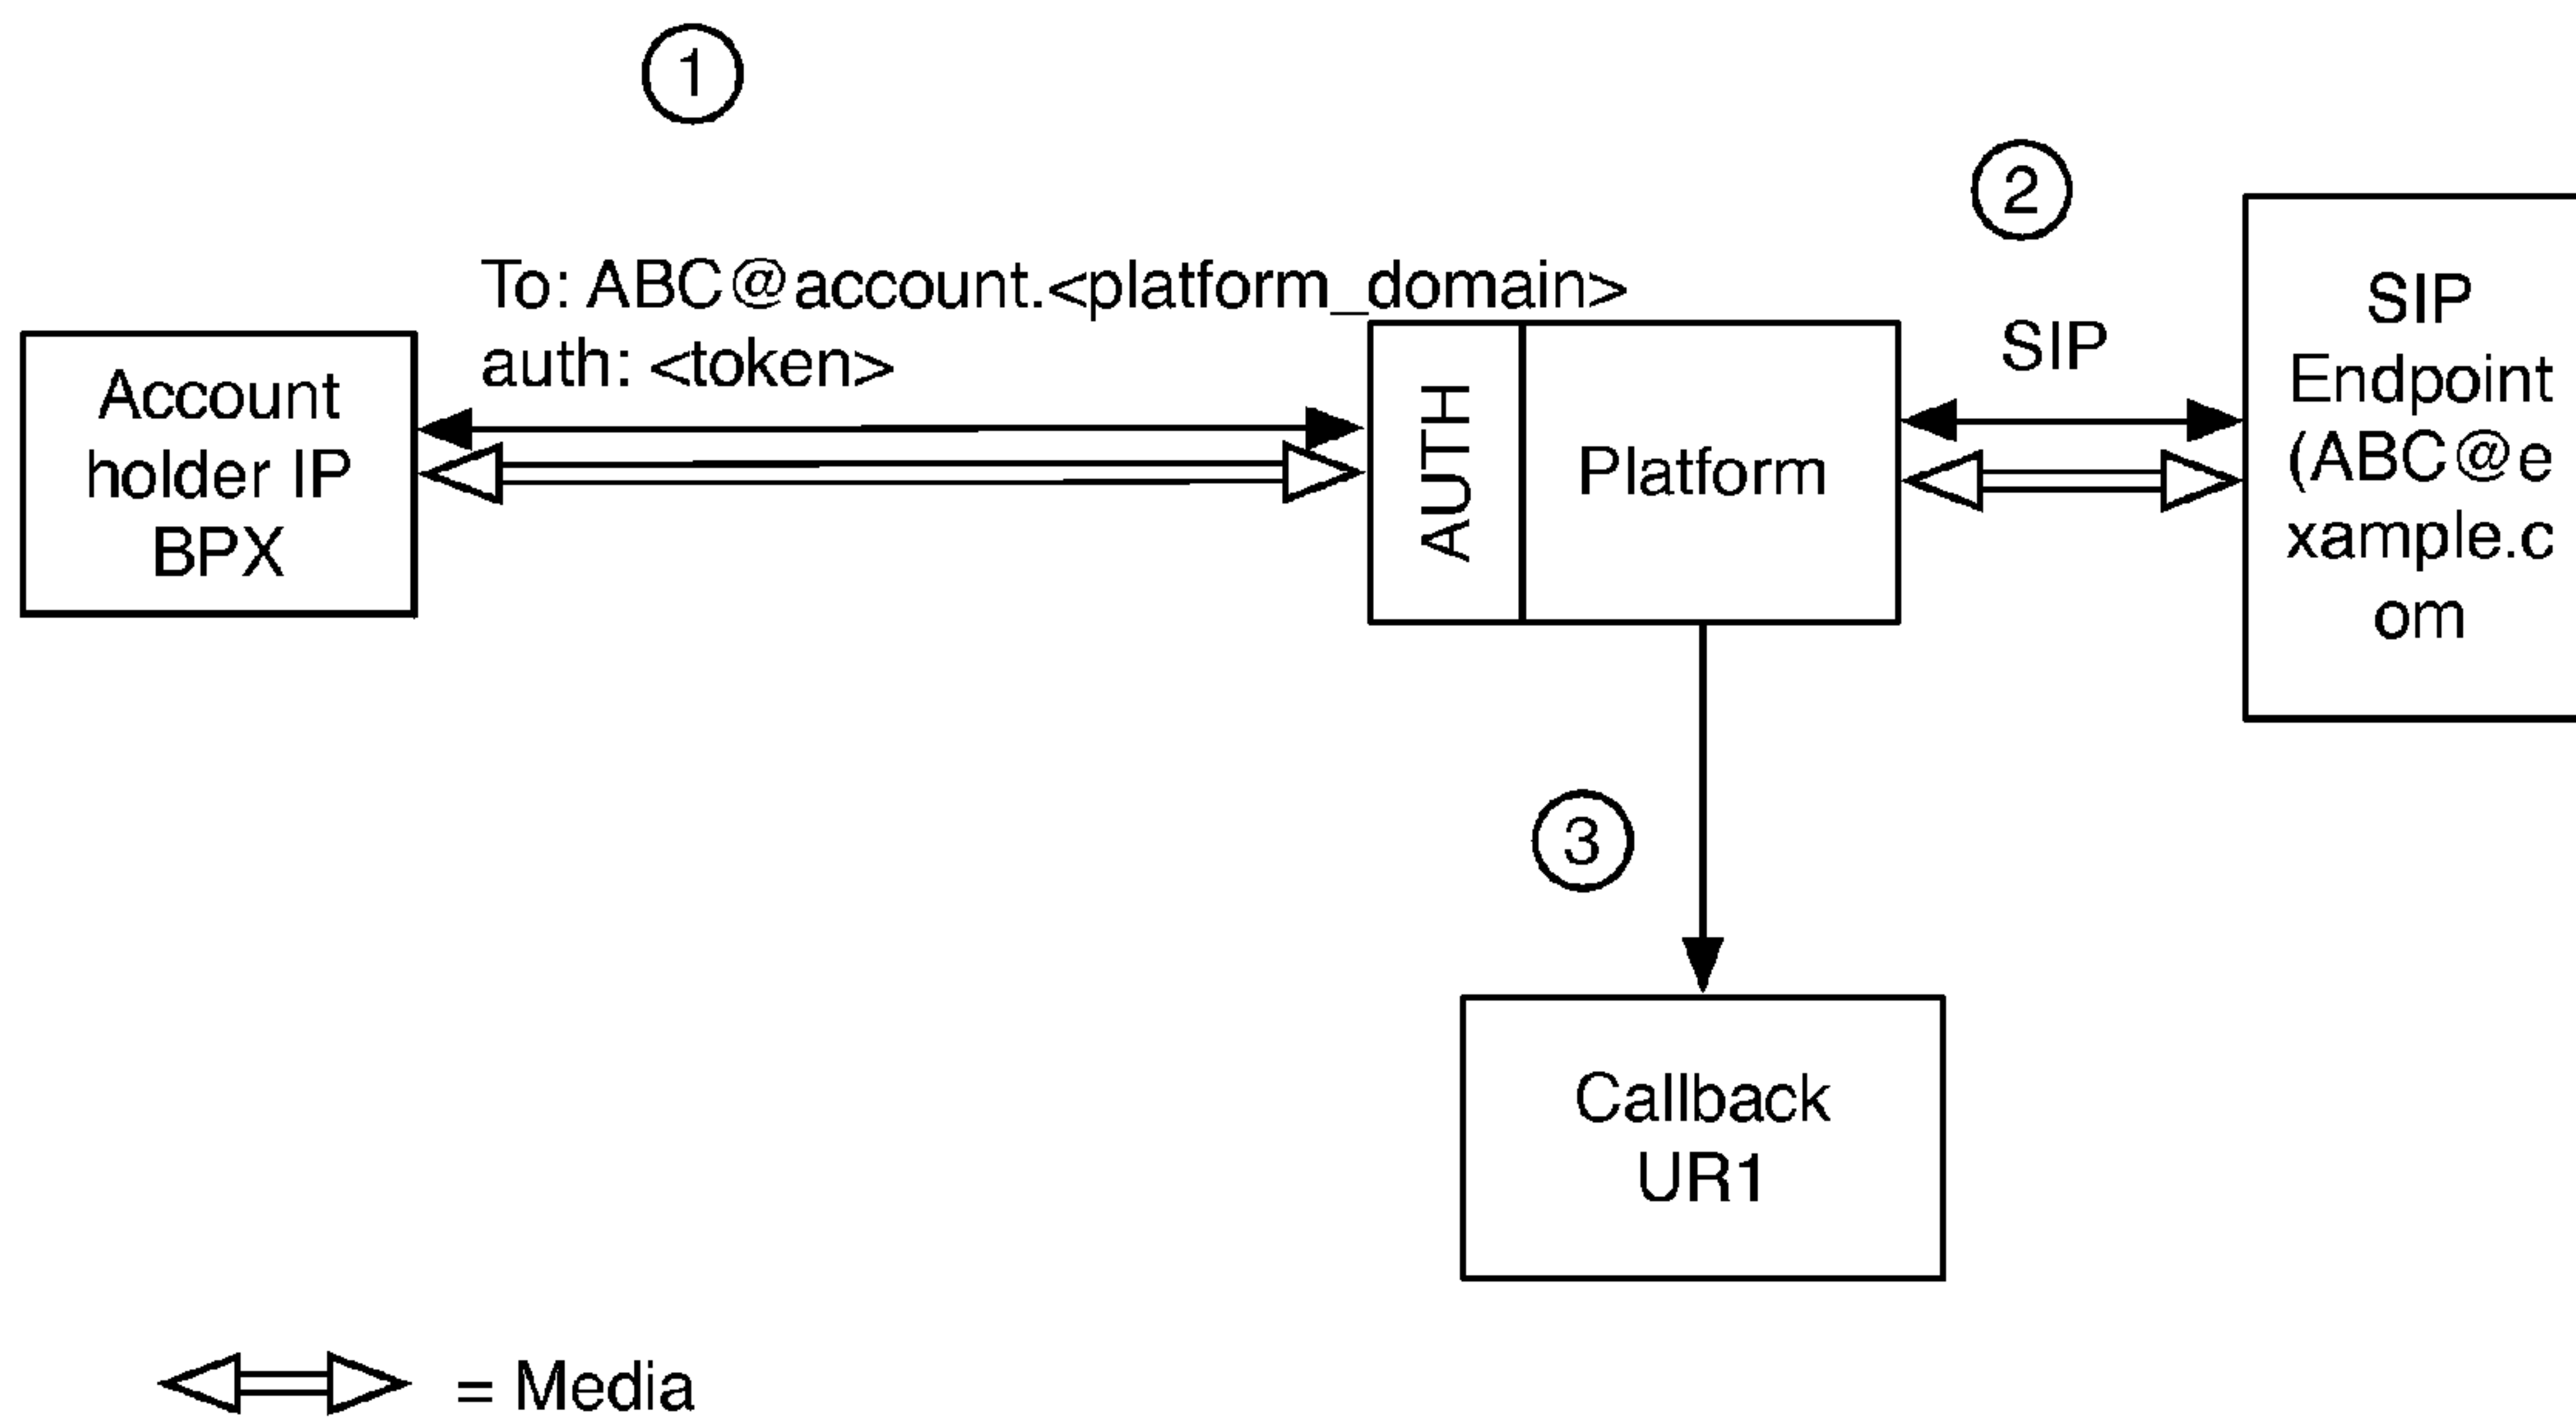 1
2
To: ABC@account.<platform_domain>
auth: <token>
Account
holder IP
BPX
AUTH
Platform
SIP
SIP
Endpoint
(ABC@e
xample.c
om
3
Callback
UR1
= Media